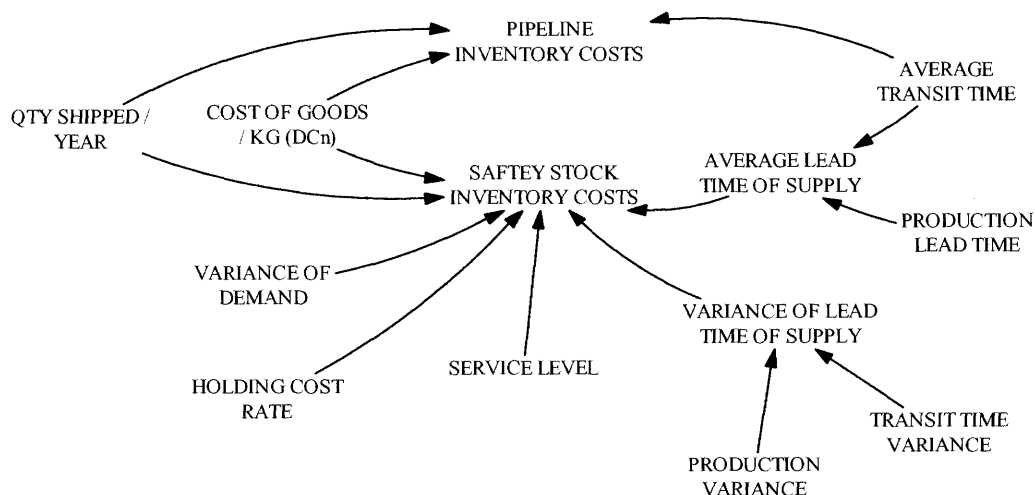 PIPELINE
INVENTORY COSTS
AVERAGE
TRANSIT TIME
QTY SHIPPED /
YEAR
COST OF GOODS
/ KG (DCn)
SAFTEY STOCK
INVENTORY COSTS
AVERAGE LEAD
TIME OF SUPPLY
PRODUCTION
LEAD TIME
VARIANCE OF
DEMAND
VARIANCE OF LEAD
TIME OF SUPPLY
SERVICE LEVEL
HOLDING COST
RATE
TRANSIT TIME
VARIANCE
PRODUCTION
VARIANCE